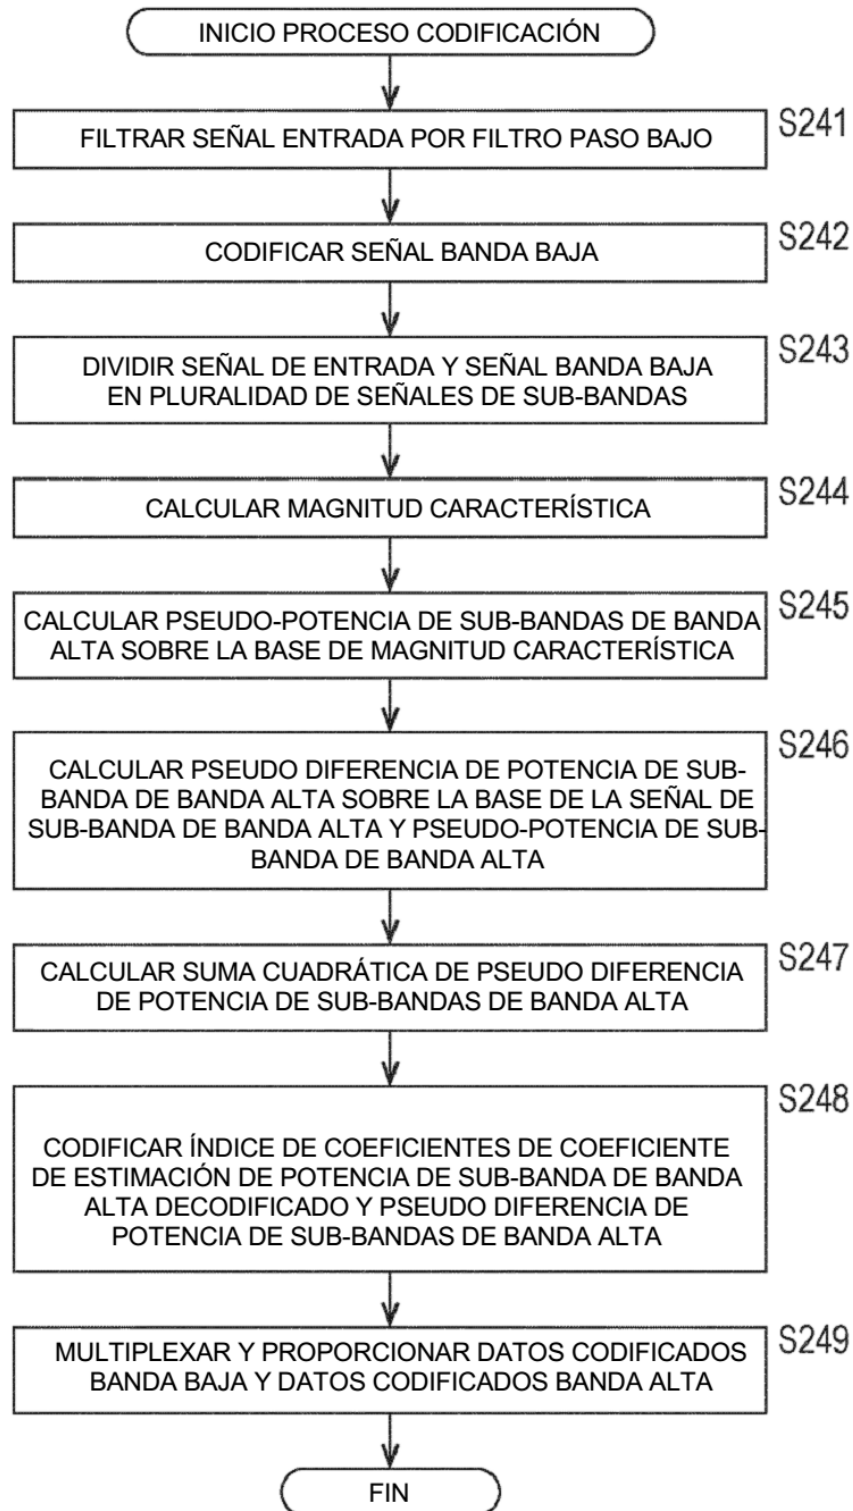 INICIO PROCESO CODIFICACIÓN
S241
FILTRAR SEÑAL ENTRADA POR FILTRO PASO BAJO
S242
CODIFICAR SEÑAL BANDA BAJA
S243
DIVIDIR SEÑAL DE ENTRADA Y SEÑAL BANDA BAJA
EN PLURALIDAD DE SEÑALES DE SUB-BANDAS
S244
CALCULAR MAGNITUD CARACTERÍSTICA
S245
CALCULAR PSEUDO-POTENCIA DE SUB-BANDAS DE BANDA
ALTA SOBRE LA BASE DE MAGNITUD CARACTERÍSTICA
S246
CALCULAR PSEUDO DIFERENCIA DE POTENCIA DE SUB-
BANDA DE BANDA ALTA SOBRE LA BASE DE LA SEÑAL DE
SUB-BANDA DE BANDA ALTA Y PSEUDO-POTENCIA DE SUB-
BANDA DE BANDA ALTA
S247
CALCULAR SUMA CUADRÁTICA DE PSEUDO DIFERENCIA
DE POTENCIA DE SUB-BANDAS DE BANDA ALTA
S248
CODIFICAR ÍNDICE DE COEFICIENTES DE COEFICIENTE
DE ESTIMACIÓN DE POTENCIA DE SUB-BANDA DE BANDA
ALTA DECODIFICADO Y PSEUDO DIFERENCIA DE
POTENCIA DE SUB-BANDAS DE BANDA ALTA
S249
MULTIPLEXAR Y PROPORCIONAR DATOS CODIFICADOS
BANDA BAJA Y DATOS CODIFICADOS BANDA ALTA
FIN